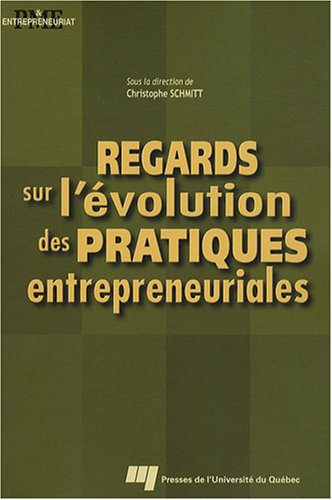 PME
& ENTREPRENEURIAT
Sous la direction de
Christophe SCHMITT
REGARDS
sur l'évolution
des PRATIQUES
entrepreneuriales
Presses de l'Université du Québec